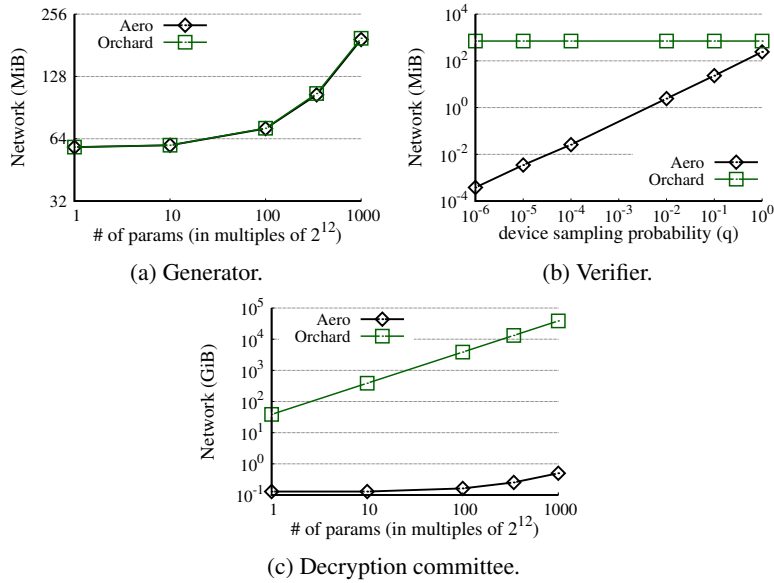 256
128
64
32
Network (MiB)
Aero
Orchard
1 10 100 1000
# of params (in multiples of 2^12)
(a) Generator.
10^4
10^2
10^0
10^-2
10^-4
Network (MiB)
Aero
Orchard
10^-6 10^-5 10^-4 10^-3 10^-2 10^-1 10^0
device sampling probability (q)
(b) Verifier.
10^5
10^4
10^3
10^2
10^1
10^0
10^-1
Network (GiB)
Aero
Orchard
1 10 100 1000
# of params (in multiples of 2^12)
(c) Decryption committee.